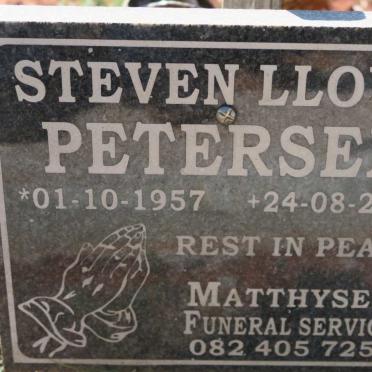 STEVEN LLO
PETERSE
*01-10-1957 +24-08-2
REST IN PEA
MATTHYSE
FUNERAL SERVIC
082 405 725